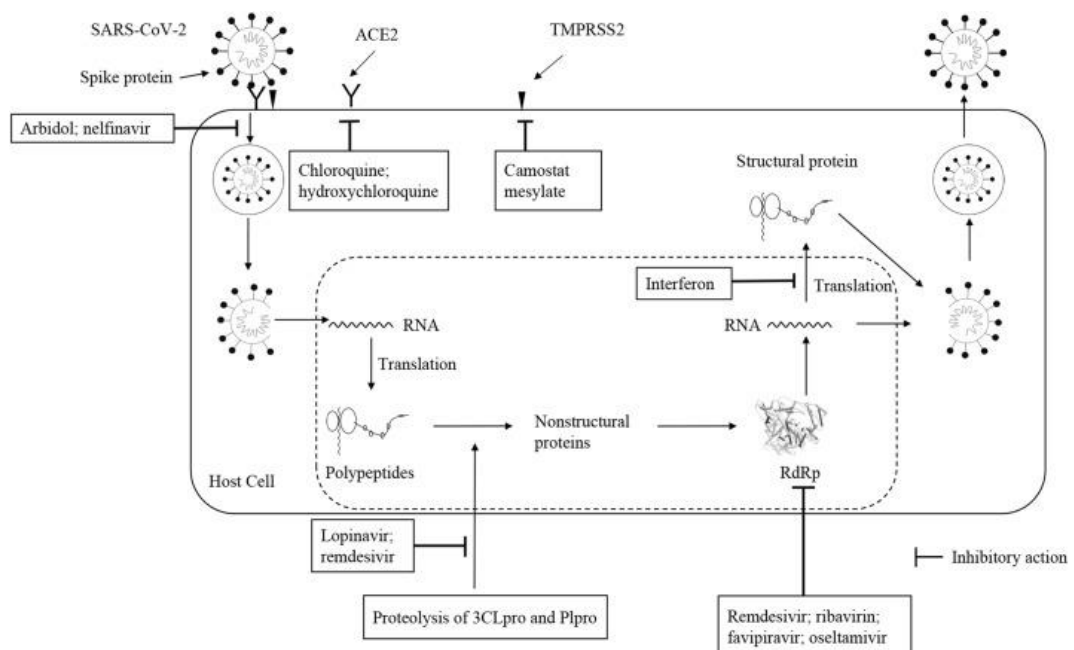 SARS-CoV-2
ACE2
TMPRSS2
Spike protein
Arbidol; nelfinavir
Chloroquine;
hydroxychloroquine
Camostat
mesylate
Structural protein
Interferon
Translation
RNA
RNA
Translation
Nonstructural
proteins
Polypeptides
RdRp
Host Cell
Lopinavir;
remdesivir
Inhibitory action
Proteolysis of 3CLpro and Plpro
Remdesivir; ribavirin;
favipiravir; oseltamivir